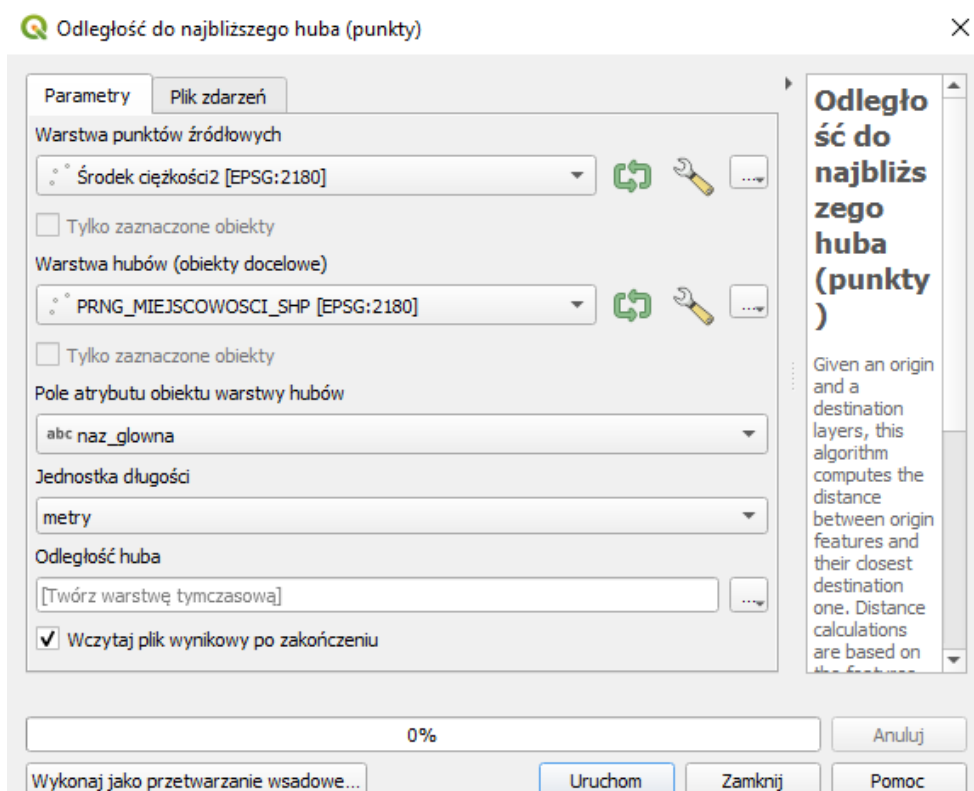 Odległość do najbliższego huba (punkty)
Parametry
Plik zdarzeń
Warstwa punktów źródłowych
Środek ciężkości2 [EPSG:2180]
...
Tylko zaznaczone obiekty
Warstwa hubów (obiekty docelowe)
PRNG_MIEJSCOWOSCI_SHP [EPSG:2180]
...
Tylko zaznaczone obiekty
Pole atrybutu obiektu warstwy hubów
abc naz_glowna
Jednostka długości
metry
Odległość huba
[Twórz warstwę tymczasową]
...
Wczytaj plik wynikowy po zakończeniu
Odległo
ść do
najbliżs
zego
huba
(punkty
)
Given an origin
and a
destination
layers, this
algorithm
computes the
distance
between origin
features and
their closest
destination
one. Distance
calculations
are based on
the features
0%
Anuluj
Wykonaj jako przetwarzanie wsadowe...
Uruchom
Zamknij
Pomoc